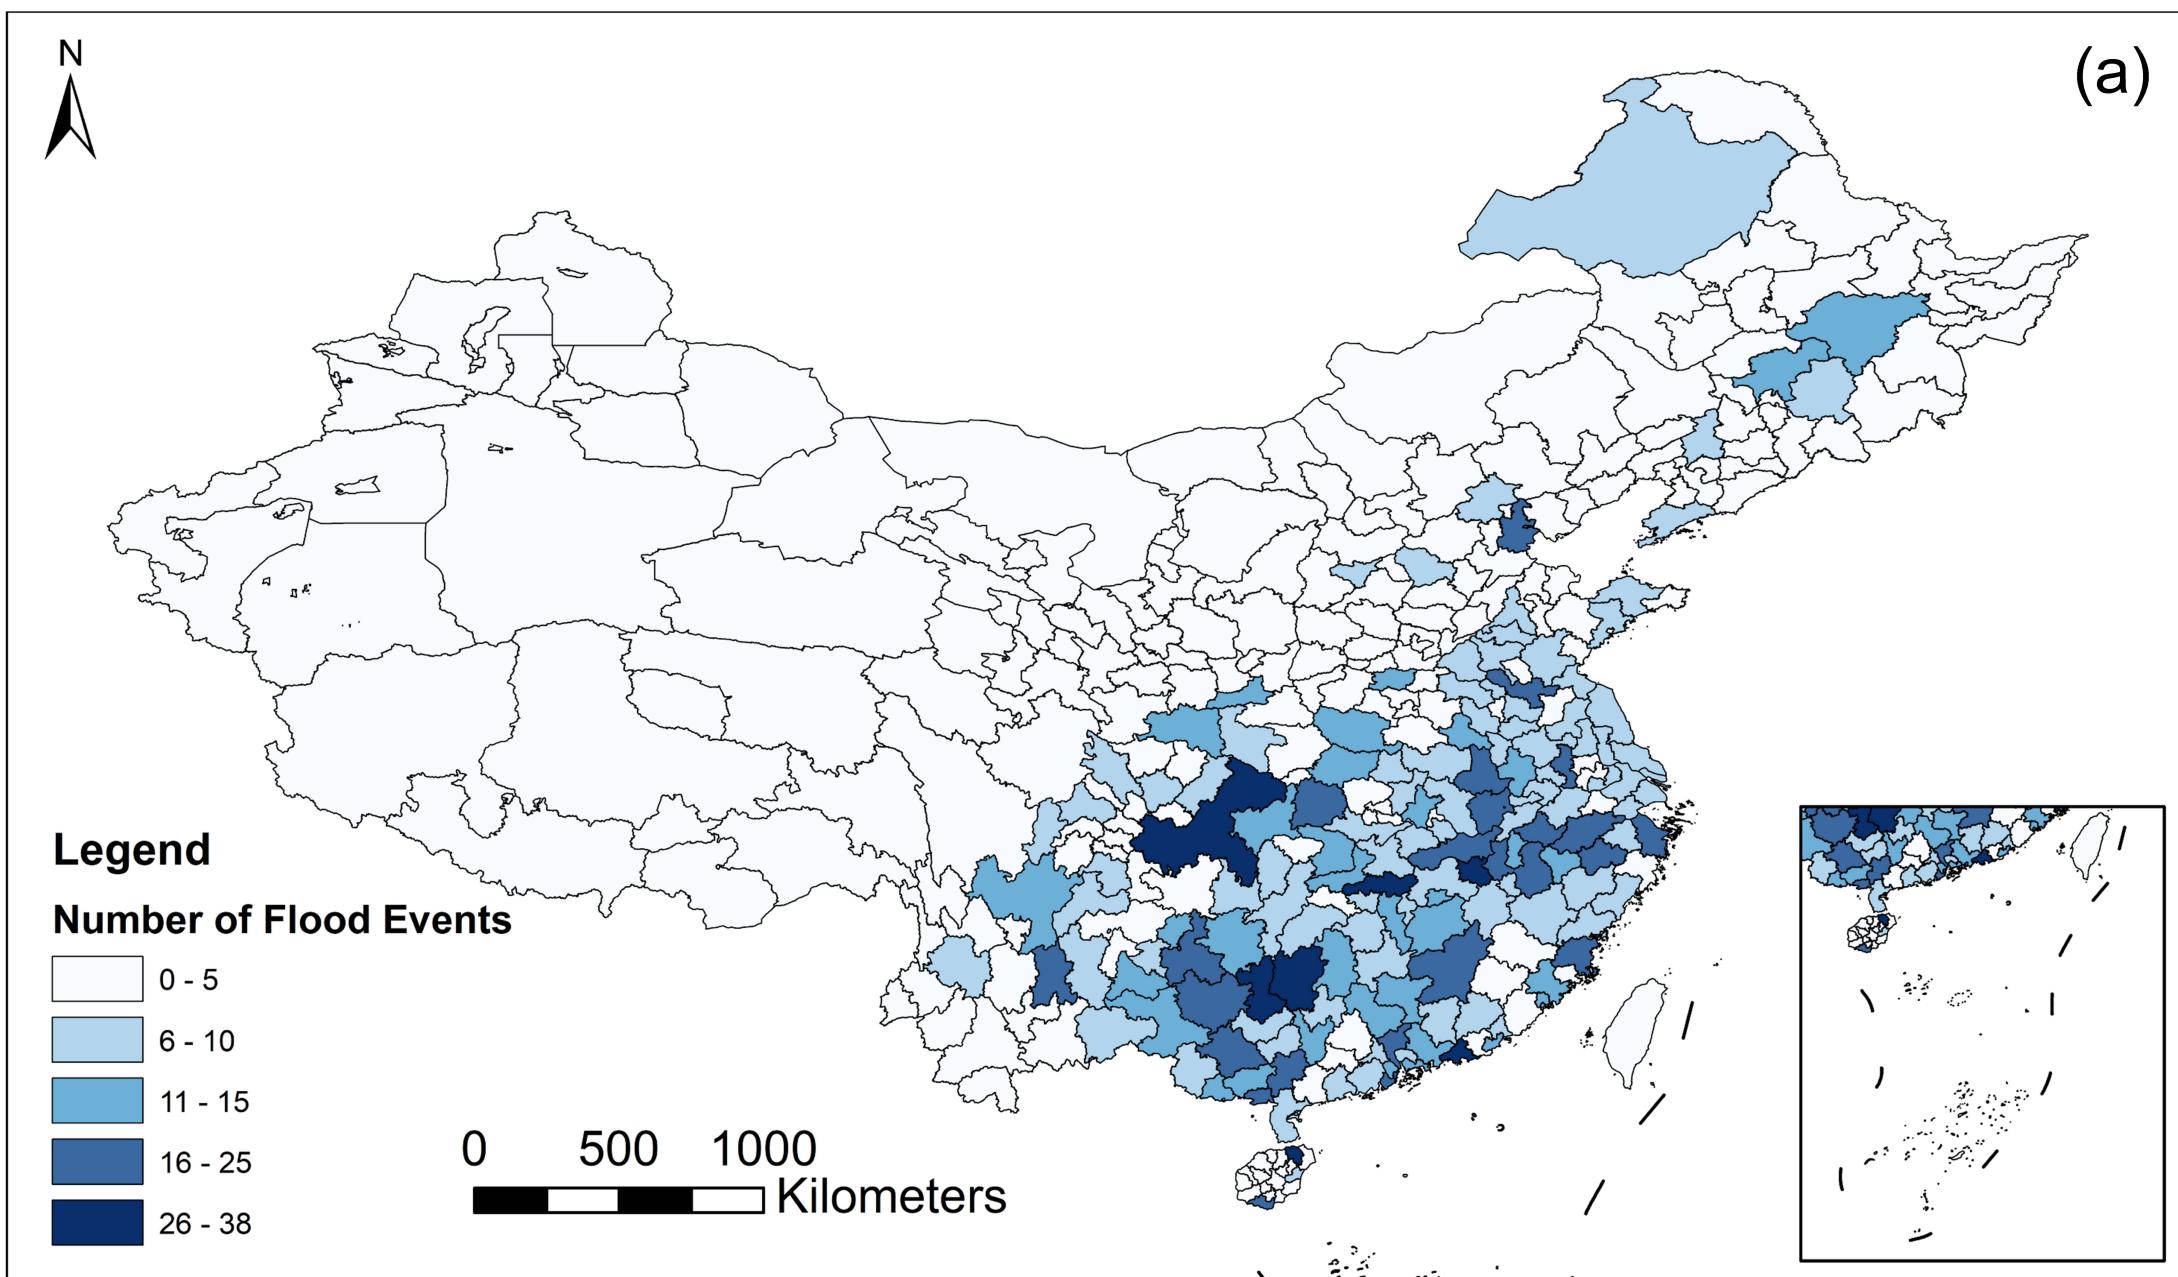 N
(a)
Legend
Number of Flood Events
0 - 5
6 - 10
11 - 15
16 - 25
26 - 38
0 500 1000
Kilometers